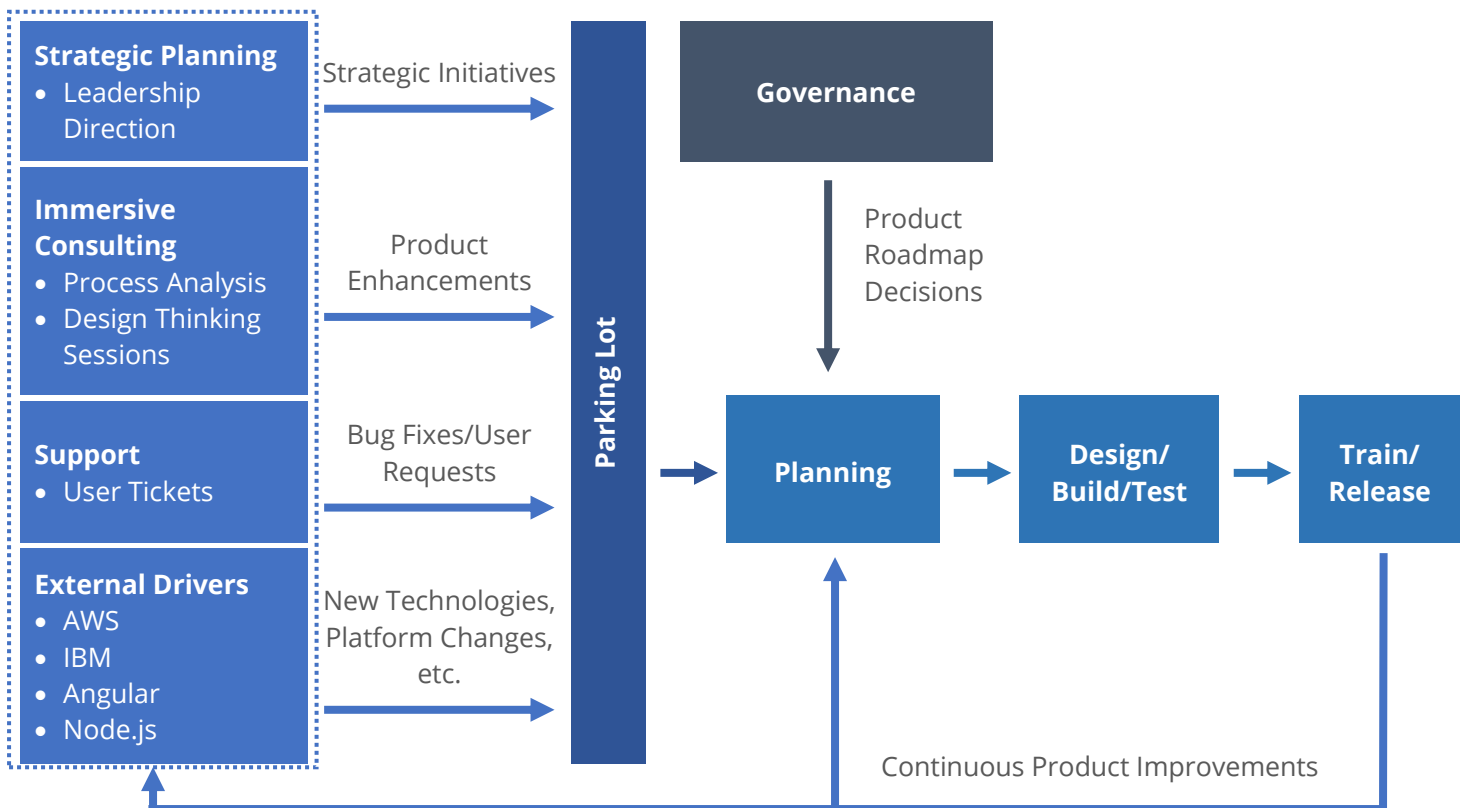 Strategic Planning
• Leadership
Direction
Strategic Initiatives
Immersive
Consulting
• Process Analysis
• Design Thinking
Sessions
Product
Enhancements
Support
• User Tickets
Bug Fixes/User
Requests
External Drivers
• AWS
• IBM
• Angular
• Node.js
New Technologies,
Platform Changes,
etc.
Parking Lot
Governance
Product
Roadmap
Decisions
Planning
Design/
Build/Test
Train/
Release
Continuous Product Improvements